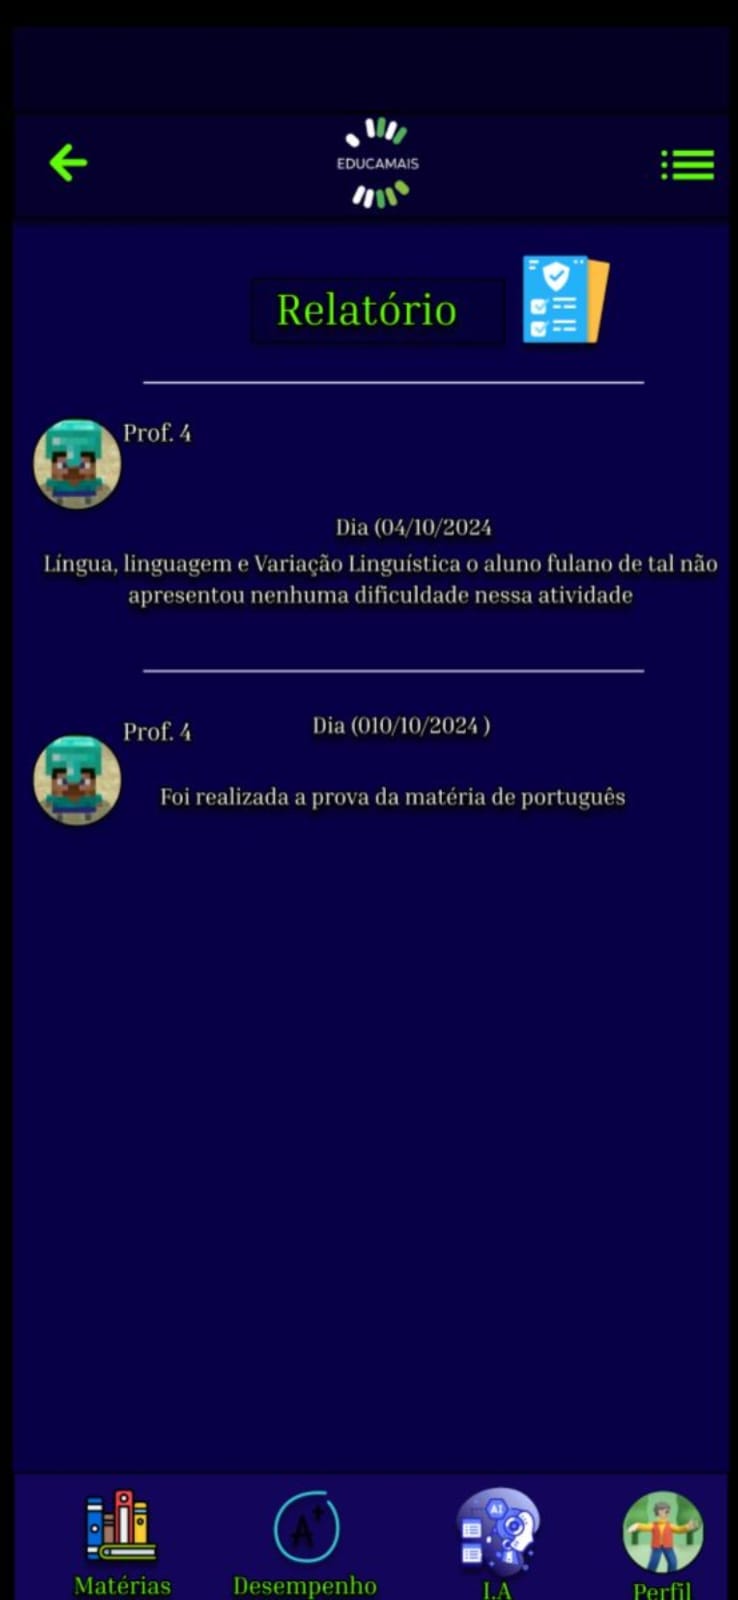 EDUCAMAIS
Relatório
Prof. 4
Dia (04/10/2024
Língua, linguagem e Variação Linguística o aluno fulano de tal não
apresentou nenhuma dificuldade nessa atividade
Prof. 4
Dia (010/10/2024 )
Foi realizada a prova da matéria de português
A+
AI
Matérias
Desempenho
I.A
Perfil